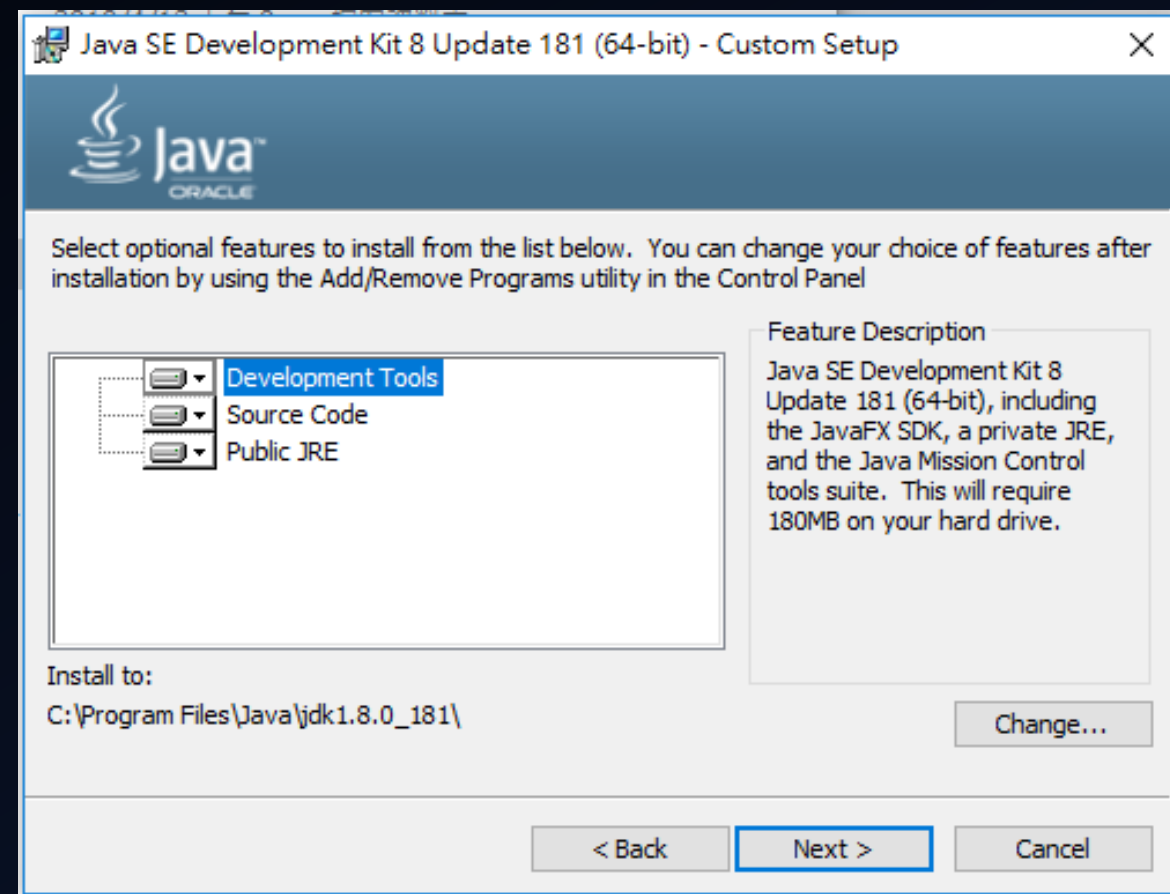 Java SE Development Kit 8 Update 181 (64-bit) - Custom Setup
Java™
ORACLE
Select optional features to install from the list below.  You can change your choice of features after
installation by using the Add/Remove Programs utility in the Control Panel
Development Tools
Source Code
Public JRE
Feature Description
Java SE Development Kit 8
Update 181 (64-bit), including
the JavaFX SDK, a private JRE,
and the Java Mission Control
tools suite.  This will require
180MB on your hard drive.
Install to:
C:\Program Files\Java\jdk1.8.0_181\
Change...
< Back
Next >
Cancel